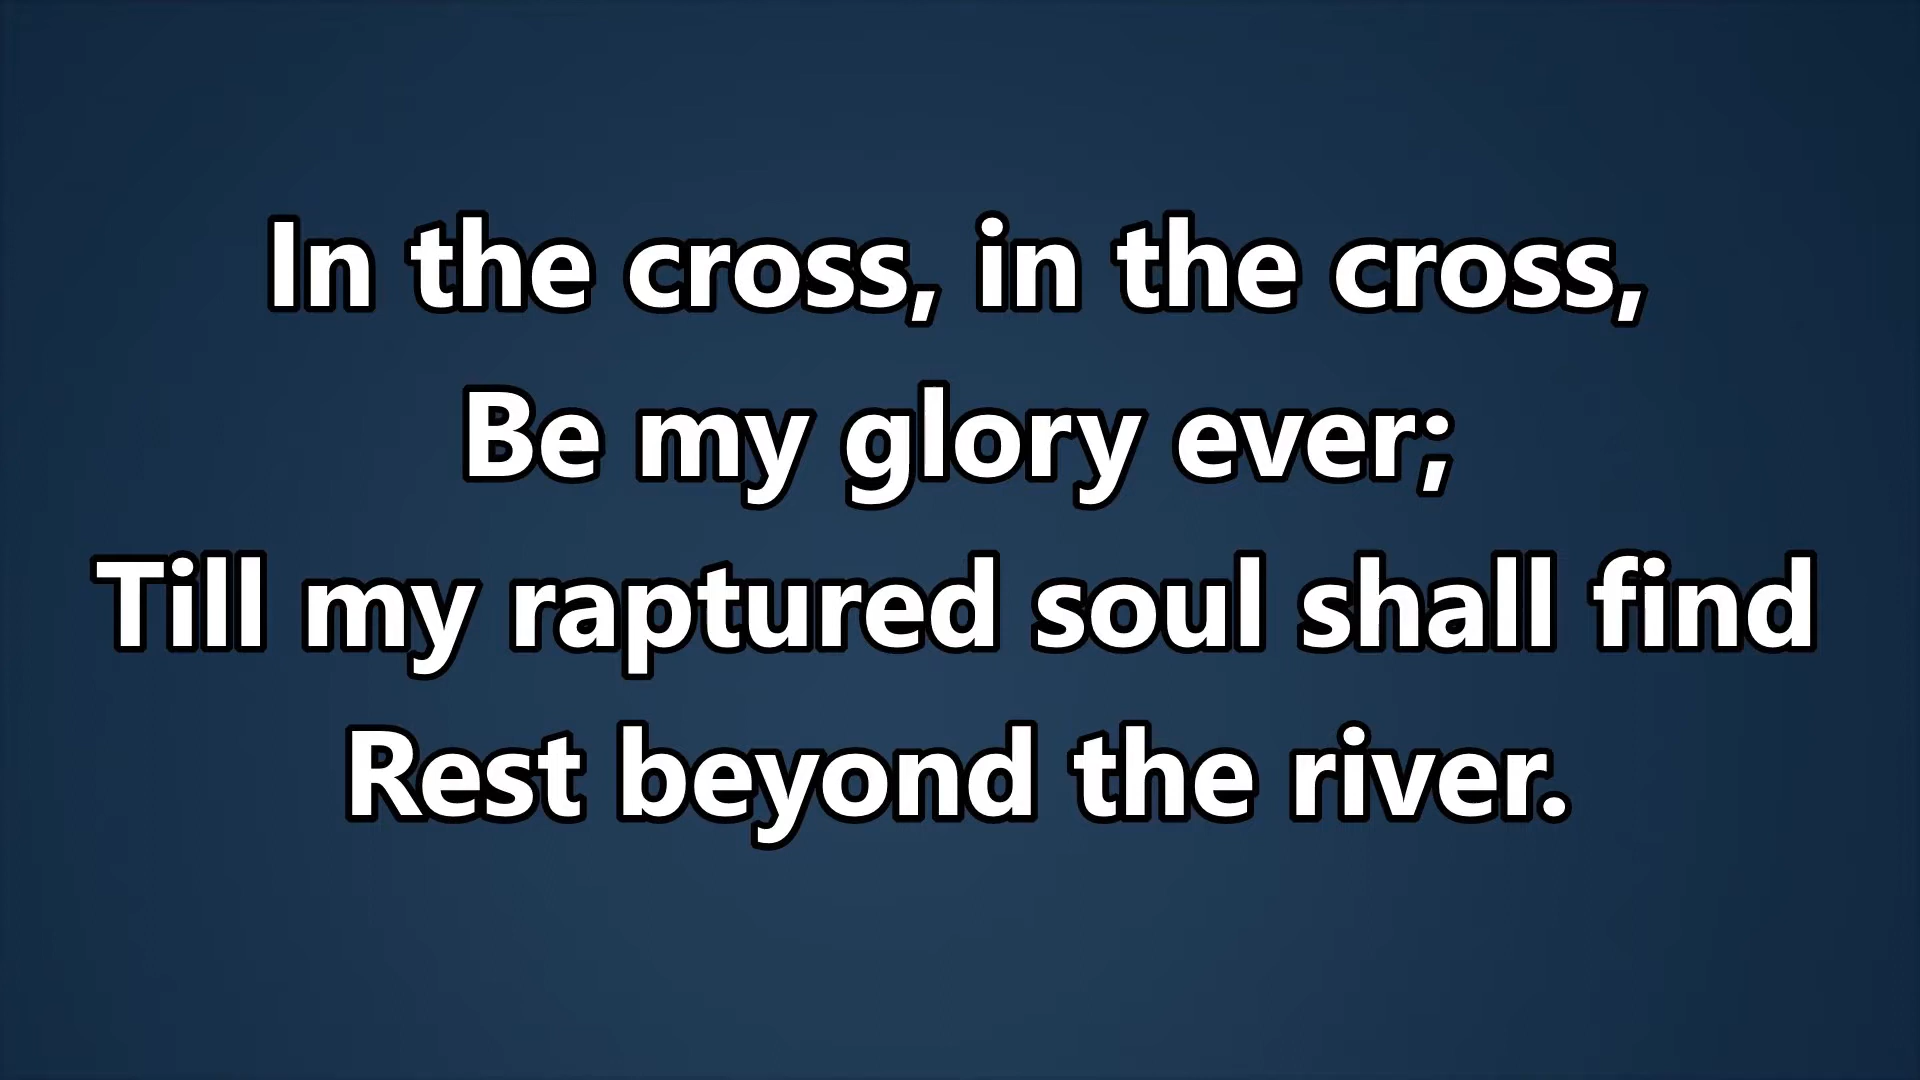 In the cross, in the cross,
Be my glory ever;
Till my raptured soul shall find
Rest beyond the river.